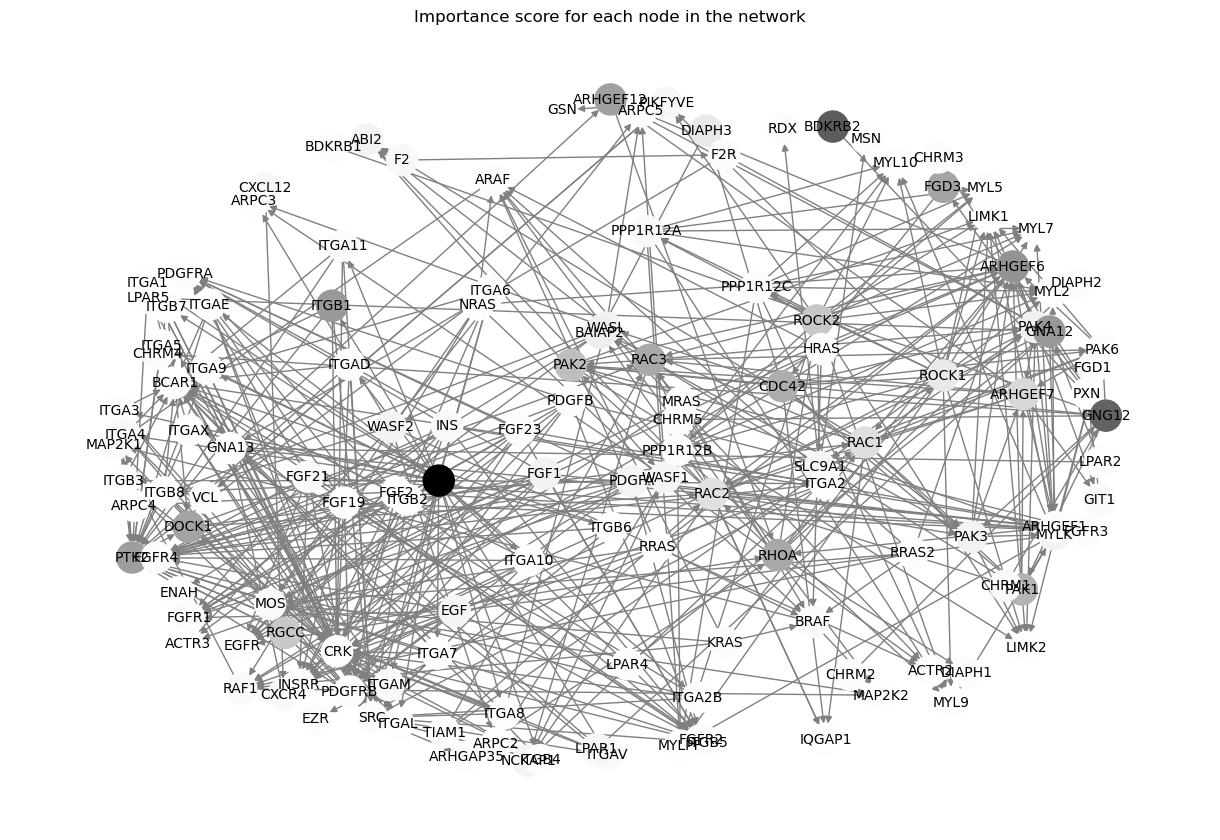 Importance score for each node in the network
ARHGEF12
PIKFYVE
GSN
ARPC5
DIAPH3
RDX
BDKRB2
MSN
ABI2
BDKRB1
F2
F2R
MYL10
CHRM3
FGD3
MYL5
ARAF
CXCL12
ARPC3
LIMK1
MYL7
PPP1R12A
ITGA11
ARHGEF6
PDGFRA
ITGA1
LPAR5
ITGB7
ITGAE
ITGB1
ITGA6
NRAS
PPP1R12C
DIAPH2
MYL2
ROCK2
WASL
BAIAP2
PAK4
GNA12
ITGA5
CHRM4
HRAS
PAK6
ITGA9
ITGAD
PAK2
RAC3
FGD1
BCAR1
ROCK1
CDC42
PXN
ARHGEF7
PDGFB
MRAS
ITGA3
CHRM5
GNG12
ITGA4
ITGAX
WASF2
INS
FGF23
MAP2K1
GNA13
PPP1R12B
RAC1
LPAR2
ITGB3
FGF21
FGF1
PDGFA
WASF1
SLC9A1
ITGA2
ITGB8
VCL
FGF2
ITGB2
FGF19
RAC2
GIT1
ARPC4
DOCK1
ITGB6
ARHGEF1
FGFR3
MYLK
PAK3
PTK2
FGFR4
ITGA10
RRAS
RHOA
RRAS2
ENAH
CHRM1
PAK1
MOS
EGF
FGFR1
BRAF
RGCC
ACTR3
EGFR
CRK
ITGA7
KRAS
LIMK2
LPAR4
ACTR2
DIAPH1
CHRM2
RAF1
INSRR
CXCR4
PDGFRB
ITGAM
ITGA2B
MAP2K2
MYL9
EZR
SRC
ITGAL
ITGA8
TIAM1
IQGAP1
ARPC2
LPAR1
MYLPF
FGFR2
ITGB5
ARHGAP35
NCKAP1
ITGB4
ITGAV